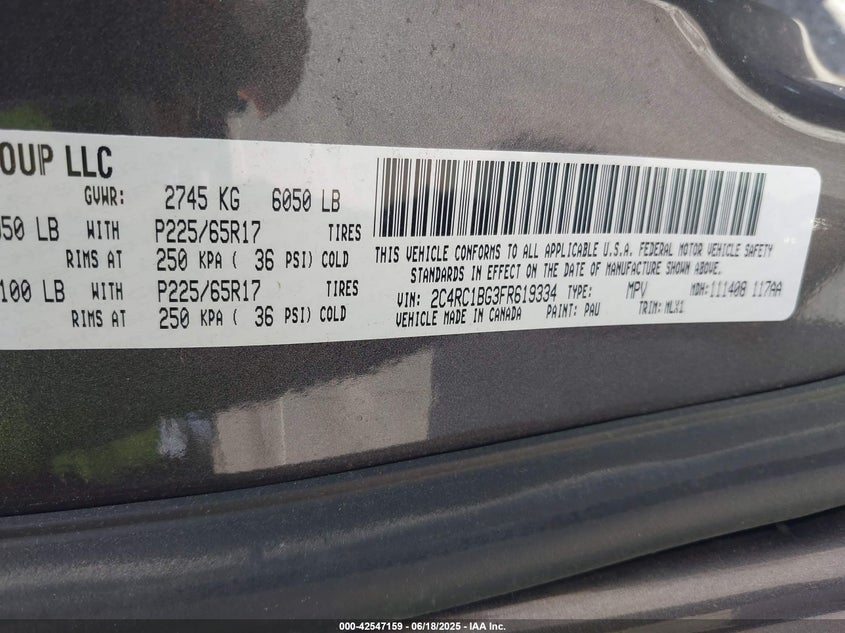 OUP LLC
GVWR: 2745 KG 6050 LB
050 LB WITH P225/65R17 TIRES
RIMS AT 250 KPA ( 36 PSI) COLD
100 LB WITH P225/65R17 TIRES
RIMS AT 250 KPA ( 36 PSI) COLD
THIS VEHICLE CONFORMS TO ALL APPLICABLE U.S.A. FEDERAL MOTOR VEHICLE SAFETY
STANDARDS IN EFFECT ON THE DATE OF MANUFACTURE SHOWN ABOVE.
VIN: 2C4RC1BG3FR619334 TYPE: MPV MDH: 111408 117AA
VEHICLE MADE IN CANADA PAINT: PAU TRIM: MLX1
000-42547159 - 06/18/2025 - IAA Inc.